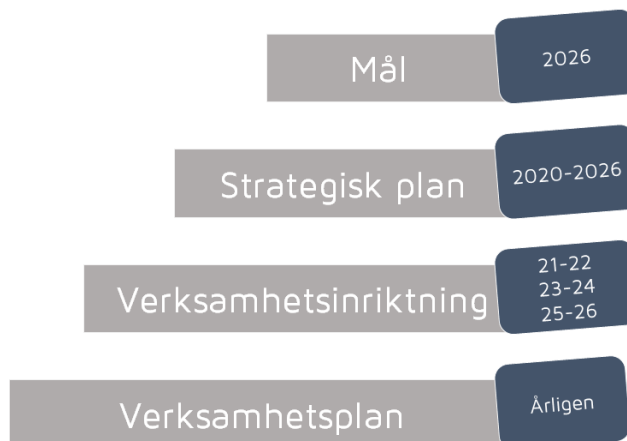 Mål
2026
Strategisk plan
2020-2026
Verksamhetsinriktning
21-22
23-24
25-26
Verksamhetsplan
Årligen